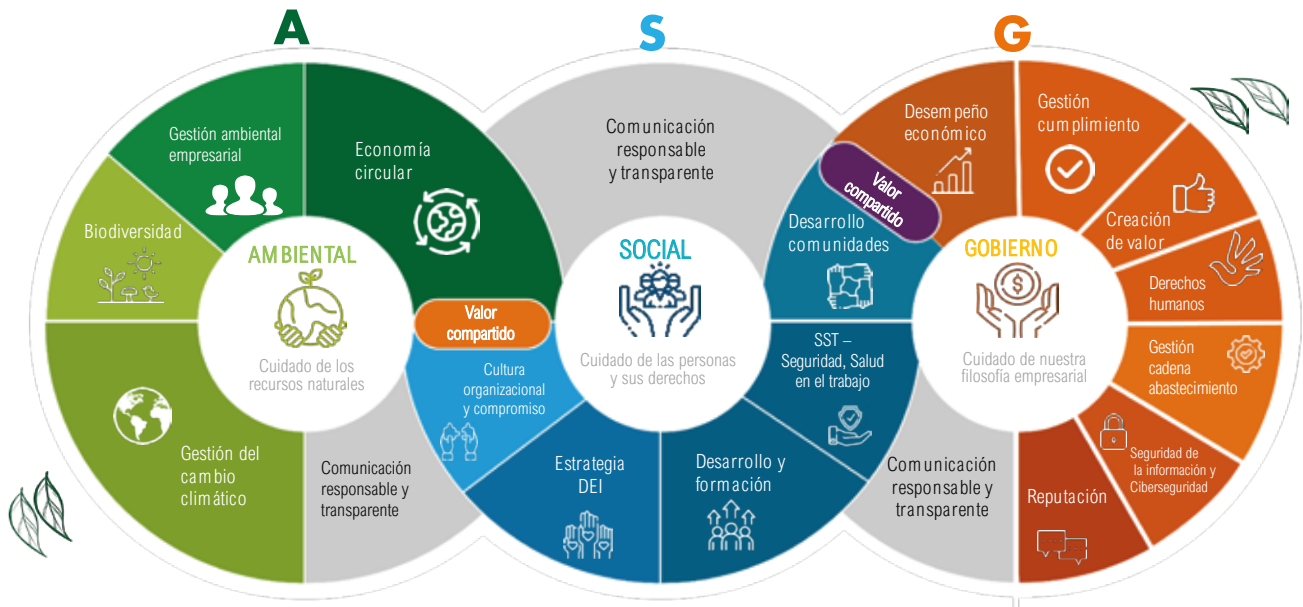 A
S
G
Gestión ambiental
empresarial
Economía
circular
Biodiversidad
AMBIENTAL
Cuidado de los
recursos naturales
Gestión del
cambio
climático
Comunicación
responsable y
transparente
Valor
compartido
Comunicación
responsable
y transparente
SOCIAL
Cuidado de las personas
y sus derechos
Cultura
organizacional
y compromiso
Estrategia
DEI
Desarrollo y
formación
SST –
Seguridad, Salud
en el trabajo
Desarrollo
comunidades
Valor
compartido
Desempeño
económico
Gestión
cumplimiento
Creación
de valor
Derechos
humanos
GOBIERNO
$
Cuidado de nuestra
filosofía empresarial
Gestión
cadena
abastecimiento
Seguridad de
la información y
Ciberseguridad
Reputación
Comunicación
responsable y
transparente